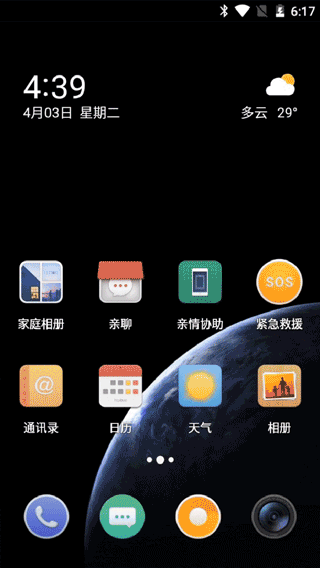 6:17
4:39
4月03日 星期二
多云 29°
家庭相册
亲聊
亲情协助
SOS
紧急救援
@
通讯录
日历
天气
相册